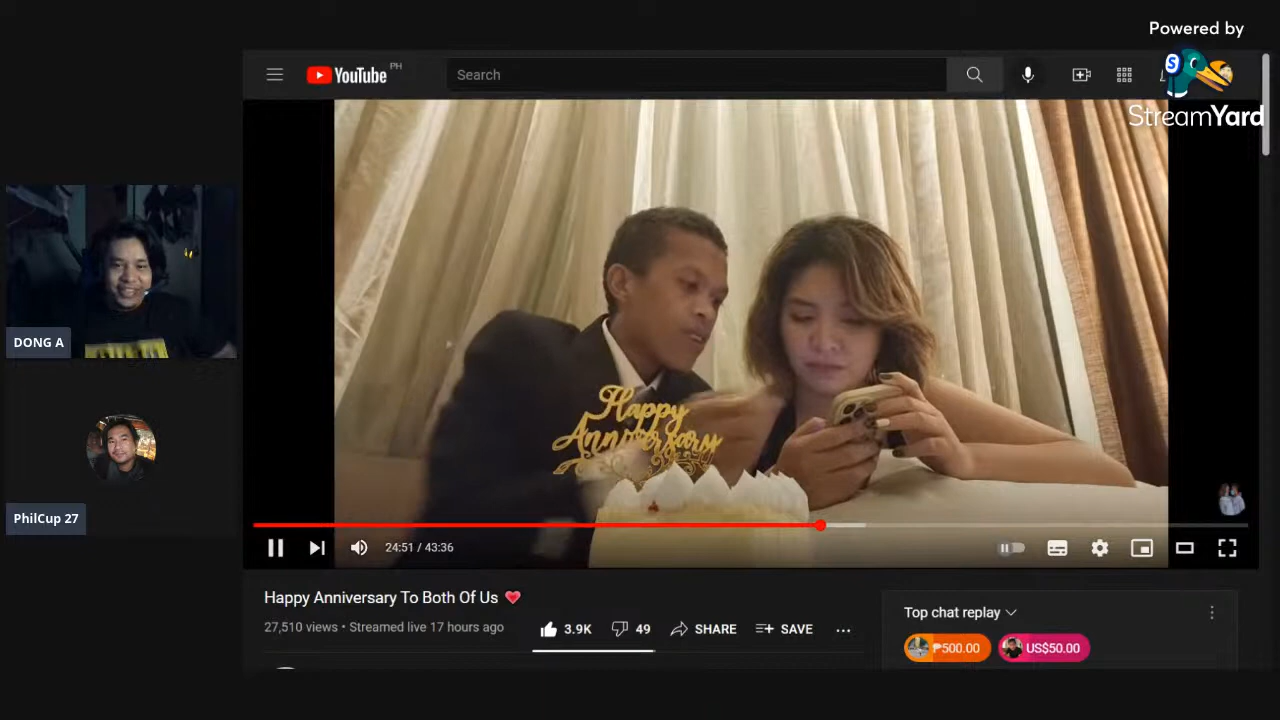 Powered by
StreamYard
YouTube PH
Search
DONG A
PhilCup 27
Happy
Anniversary
24:51 / 43:36
Happy Anniversary To Both Of Us
27,510 views • Streamed live 17 hours ago
3.9K
49
SHARE
SAVE
Top chat replay
₱500.00
US$50.00